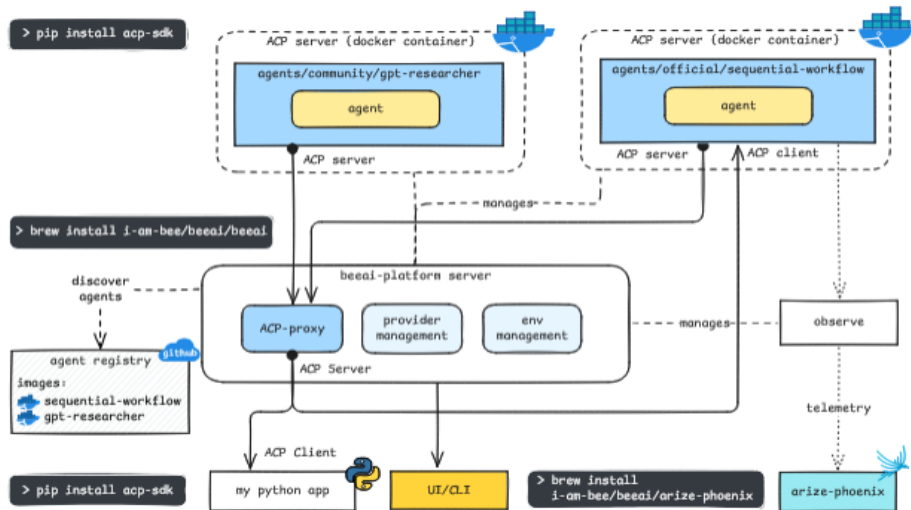 > pip install acp-sdk
ACP server (docker container)
agents/community/gpt-researcher
agent
ACP server
ACP server (docker container)
agents/official/sequential-workflow
agent
ACP server
ACP client
manages
> brew install i-am-bee/beeai/beeai
discover
agents
beeai-platform server
ACP-proxy
provider
management
env
management
ACP Server
manages
observe
agent registry
github
images:
sequential-workflow
gpt-researcher
telemetry
ACP Client
> pip install acp-sdk
my python app
UI/CLI
> brew install
i-am-bee/beeai/arize-phoenix
arize-phoenix